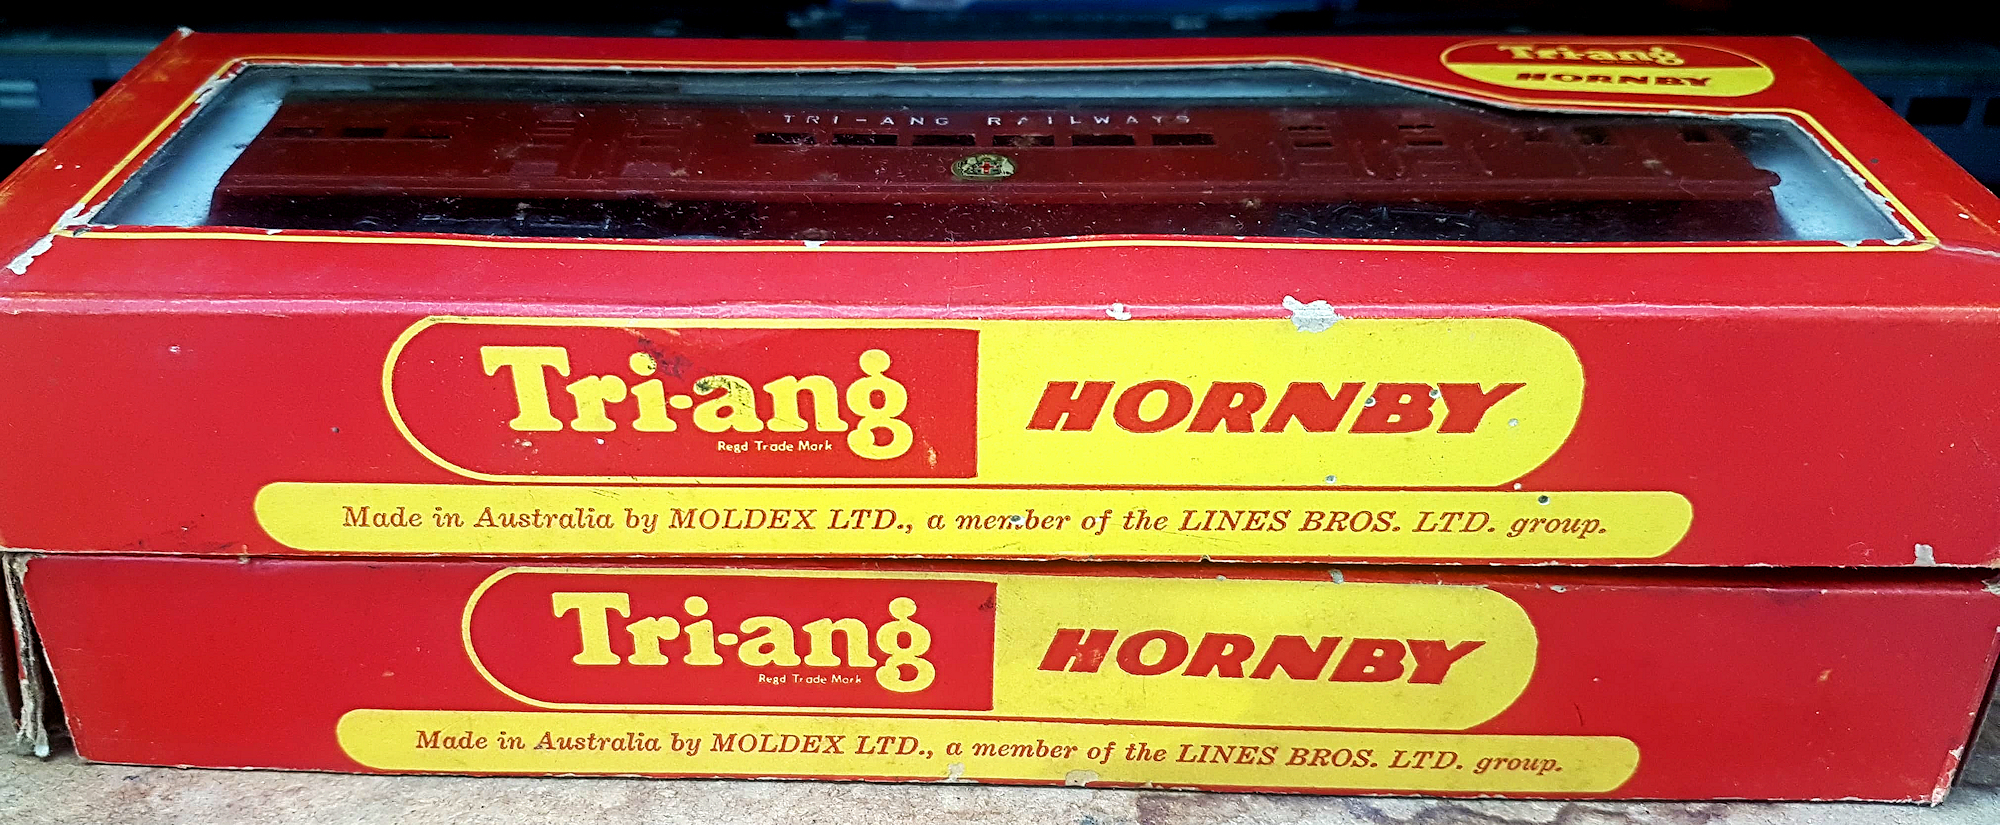 Tri-ang
HORNBY
TRI-ANG RAILWAYS
Tri-ang HORNBY
Regd Trade Mark
Made in Australia by MOLDEX LTD., a member of the LINES BROS. LTD. group.
Tri-ang HORNBY
Regd Trade Mark
Made in Australia by MOLDEX LTD., a member of the LINES BROS. LTD. group.